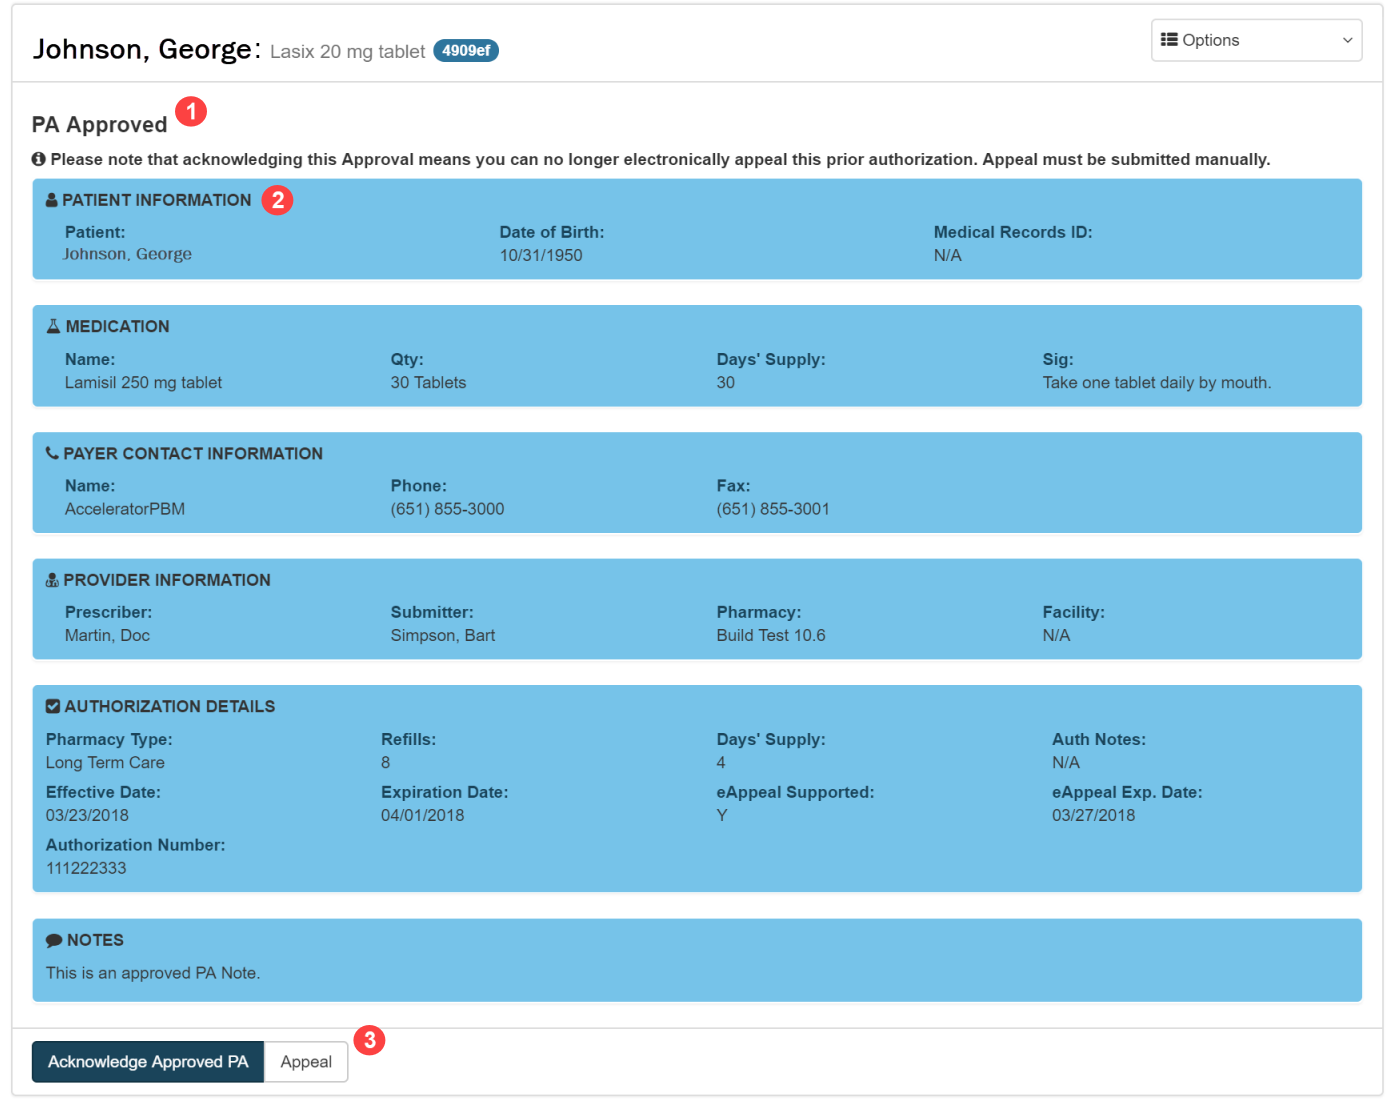 Johnson, George: Lasix 20 mg tablet 4909ef Options
PA Approved 1
Please note that acknowledging this Approval means you can no longer electronically appeal this prior authorization. Appeal must be submitted manually.
PATIENT INFORMATION 2
Patient: Date of Birth: Medical Records ID:
Johnson, George 10/31/1950 N/A
MEDICATION
Name: Qty: Days' Supply: Sig:
Lamisil 250 mg tablet 30 Tablets 30 Take one tablet daily by mouth.
PAYER CONTACT INFORMATION
Name: Phone: Fax:
AcceleratorPBM (651) 855-3000 (651) 855-3001
PROVIDER INFORMATION
Prescriber: Submitter: Pharmacy: Facility:
Martin, Doc Simpson, Bart Build Test 10.6 N/A
AUTHORIZATION DETAILS
Pharmacy Type: Refills: Days' Supply: Auth Notes:
Long Term Care 8 4 N/A
Effective Date: Expiration Date: eAppeal Supported: eAppeal Exp. Date:
03/23/2018 04/01/2018 Y 03/27/2018
Authorization Number:
111222333
NOTES
This is an approved PA Note.
Acknowledge Approved PA Appeal 3